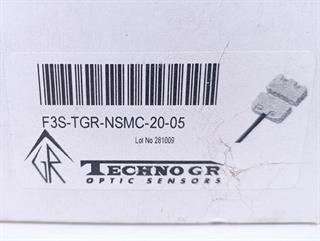 F3S-TGR-NSMC-20-05
Lot No 281009
GR
TECHNO GR
OPTIC SENSORS